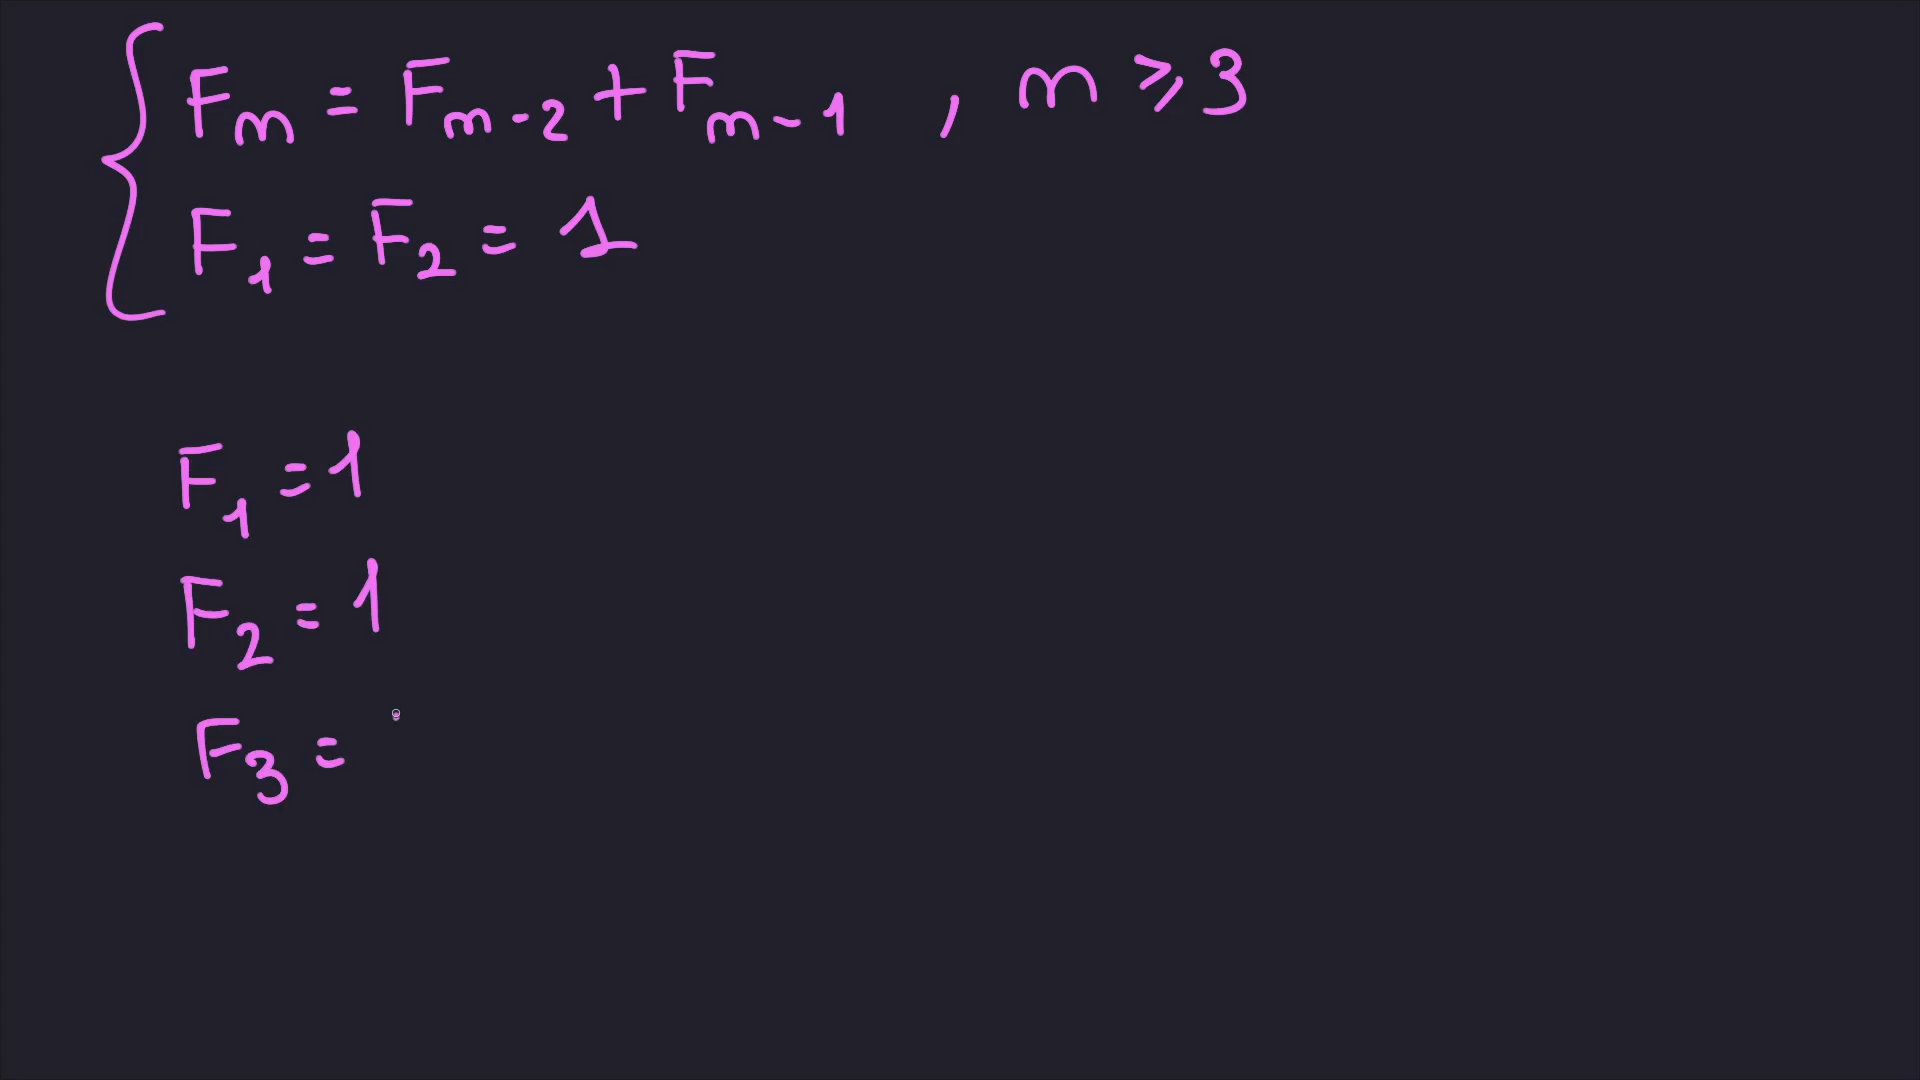 Fm = Fm-2 + Fm-1 , m ⩾ 3
F1 = F2 = 1
F1 = 1
F2 = 1
F3 =